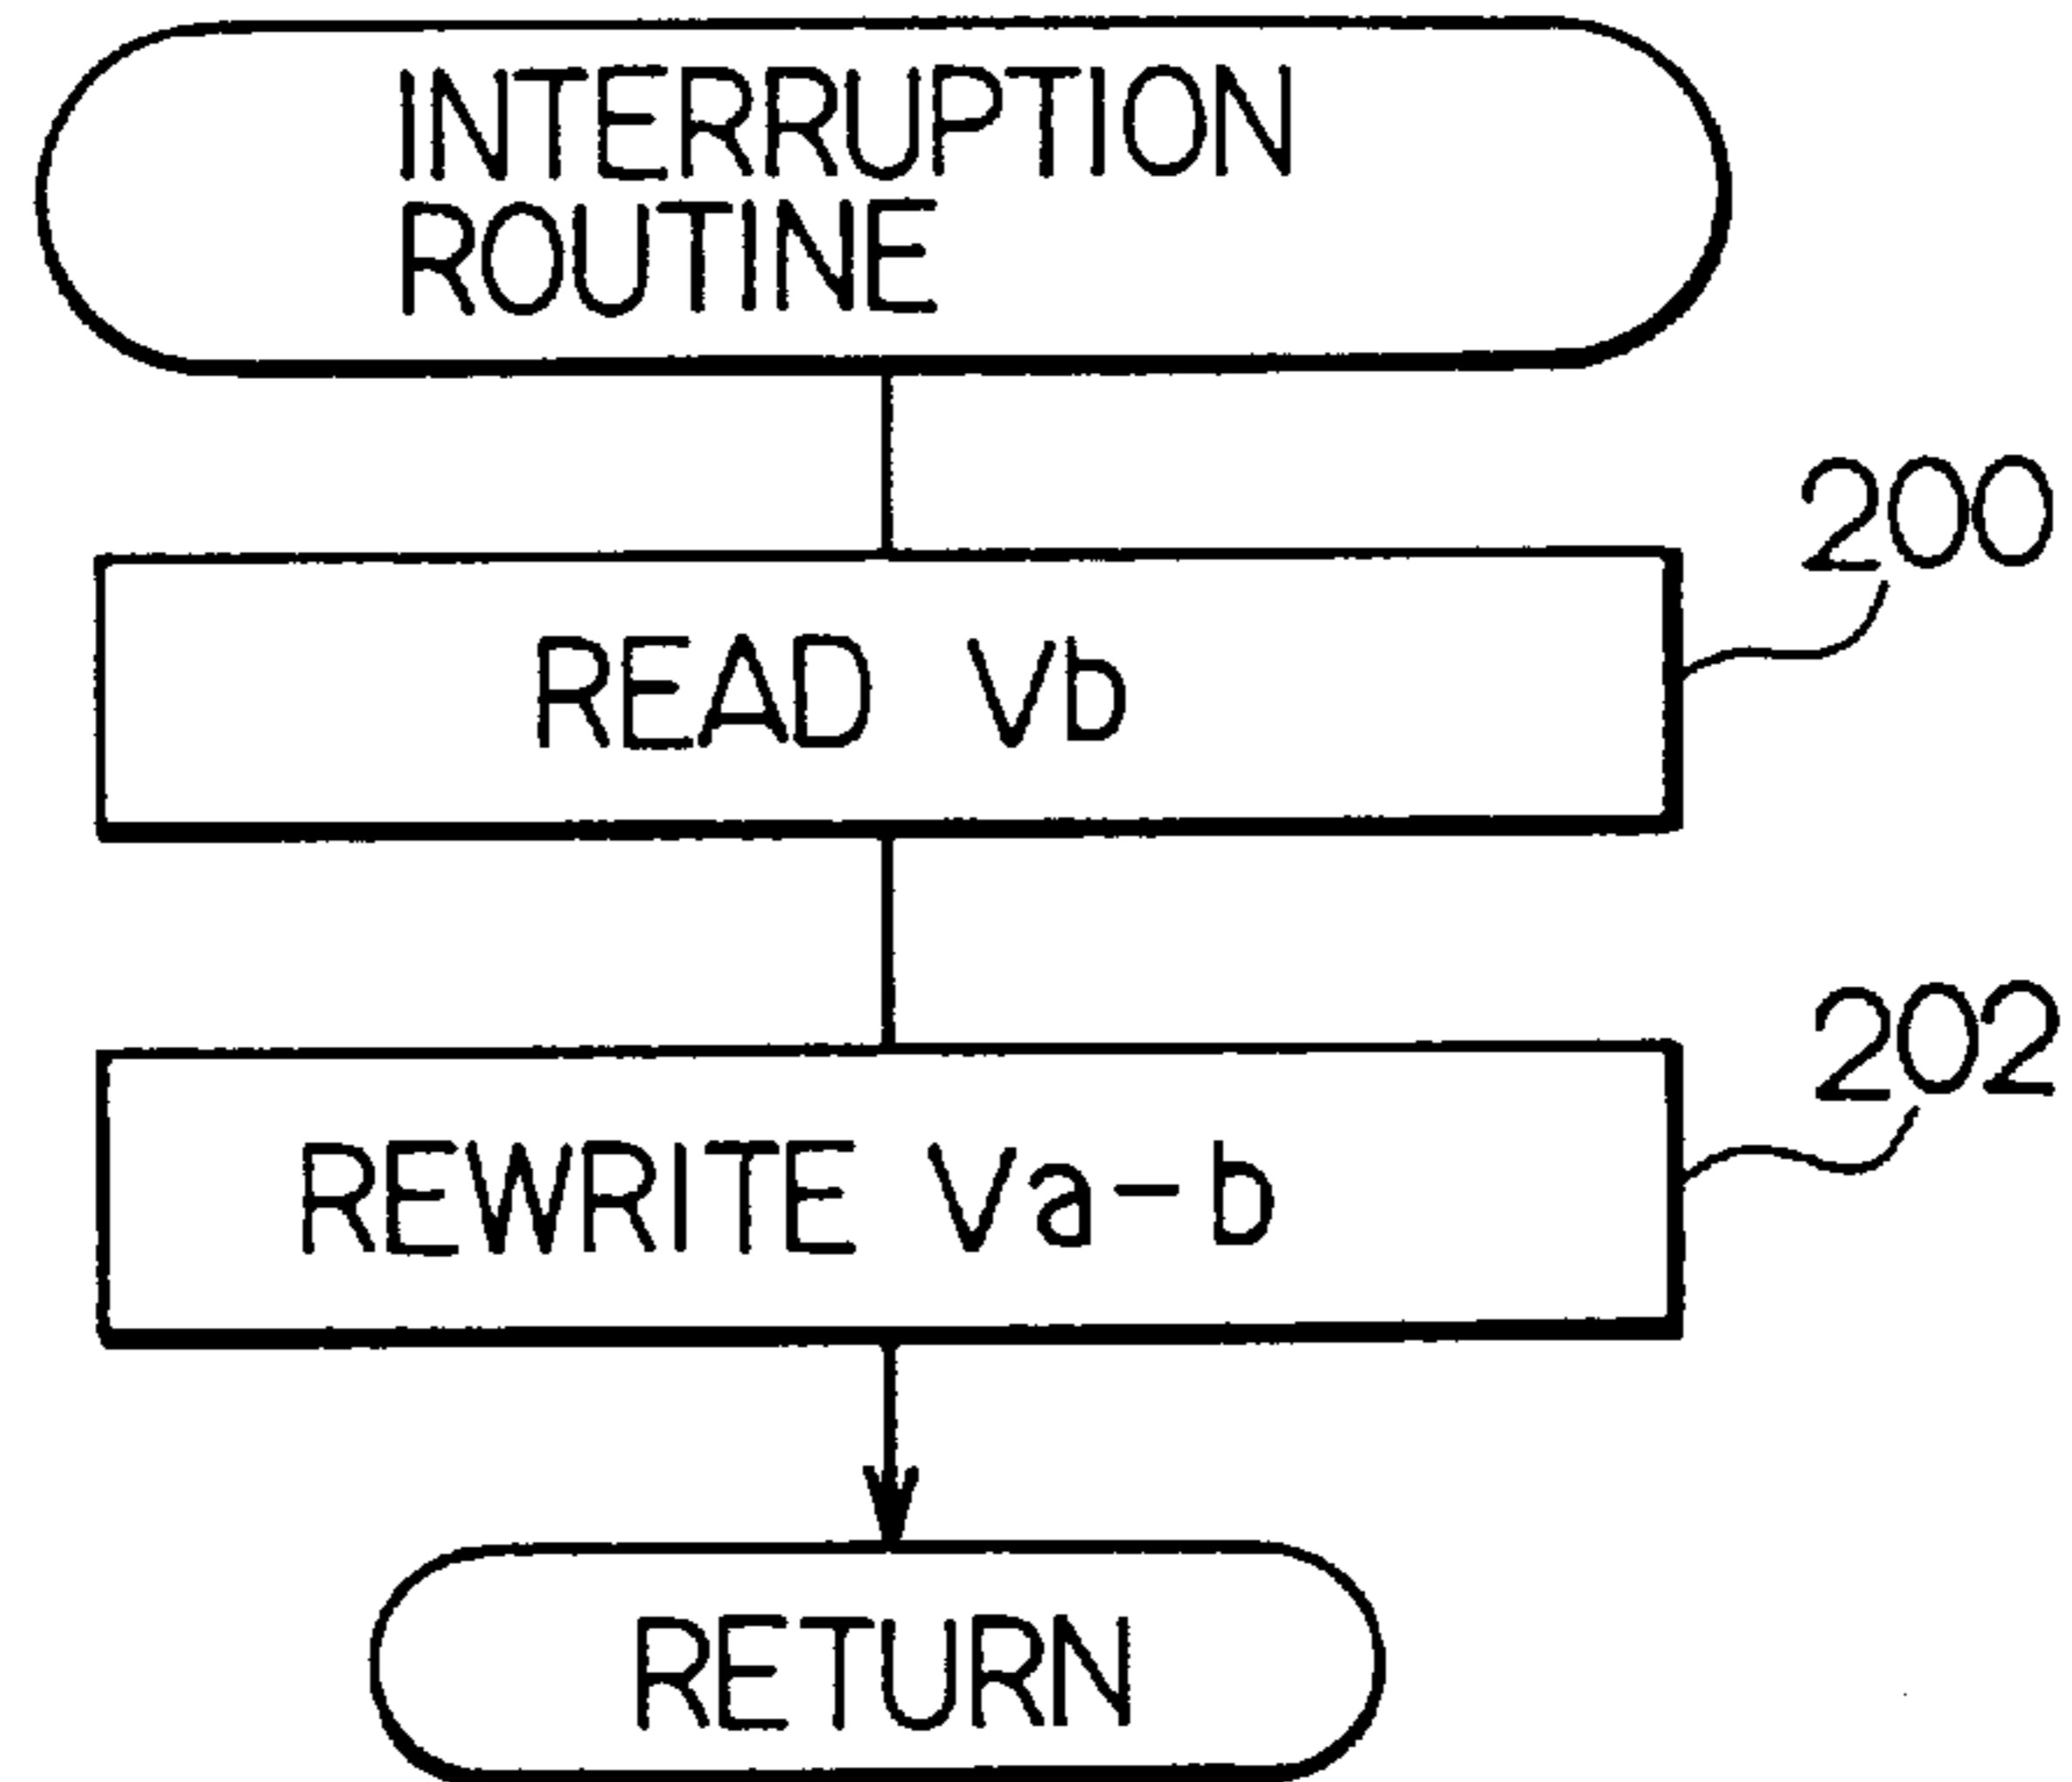 INTERRUPTION
ROUTINE
200
READ Vb
202
REWRITE Va-b
RETURN